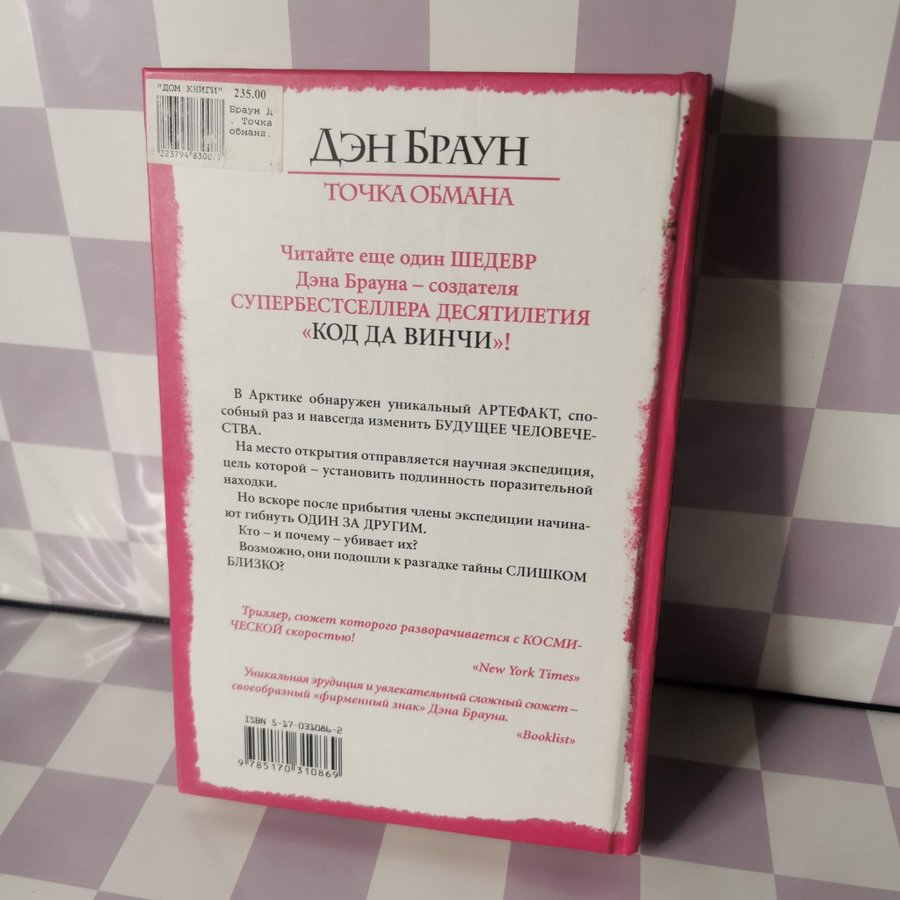 "ДОМ КНИГИ" 235.00
Браун Д
. Точка
обмана.
ДЭН БРАУН
ТОЧКА ОБМАНА
Читайте еще один ШЕДЕВР
Дэна Брауна – создателя
СУПЕРБЕСТСЕЛЛЕРА ДЕСЯТИЛЕТИЯ
«КОД ДА ВИНЧИ»!
В Арктике обнаружен уникальный АРТЕФАКТ, спо-
собный раз и навсегда изменить БУДУЩЕЕ ЧЕЛОВЕЧЕ-
СТВА.
На место открытия отправляется научная экспедиция,
цель которой – установить подлинность поразительной
находки.
Но вскоре после прибытия члены экспедиции начина-
ют гибнуть ОДИН ЗА ДРУГИМ.
Кто – и почему – убивает их?
Возможно, они подошли к разгадке тайны СЛИШКОМ
БЛИЗКО?
Триллер, сюжет которого разворачивается с КОСМИ-
ЧЕСКОЙ скоростью!
«New York Times»
Уникальная эрудиция и увлекательный сложный сюжет –
своеобразный «фирменный знак» Дэна Брауна.
«Booklist»
ISBN 5-17-031086-2
9 785170 310869